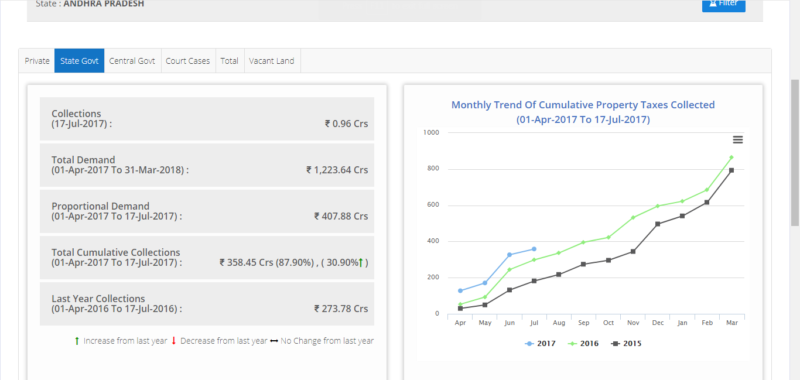 State : ANDHRA PRADESH
Filter
Private State Govt Central Govt Court Cases Total Vacant Land
Collections
(17-Jul-2017) : ₹ 0.96 Crs
Total Demand
(01-Apr-2017 To 31-Mar-2018) : ₹ 1,223.64 Crs
Proportional Demand
(01-Apr-2017 To 17-Jul-2017) : ₹ 407.88 Crs
Total Cumulative Collections
(01-Apr-2017 To 17-Jul-2017) : ₹ 358.45 Crs (87.90%) , ( 30.90%↑ )
Last Year Collections
(01-Apr-2016 To 17-Jul-2016) : ₹ 273.78 Crs
↑ Increase from last year ↓ Decrease from last year ↔ No Change from last year
Monthly Trend Of Cumulative Property Taxes Collected
(01-Apr-2017 To 17-Jul-2017)
1000
800
600
400
200
0
Apr May Jun Jul Aug Sep Oct Nov Dec Jan Feb Mar
2017 2016 2015